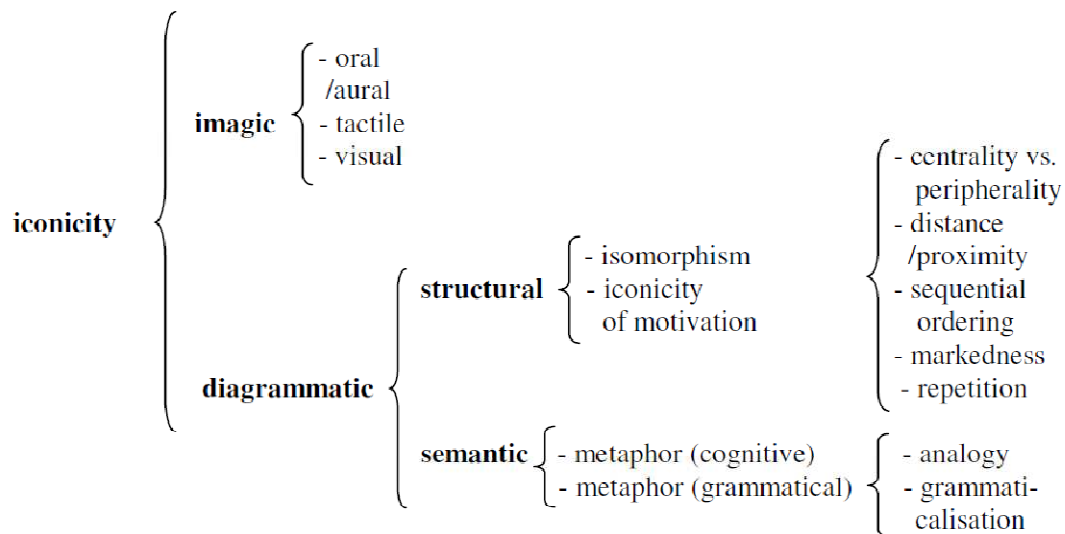 iconicity
imagic
- oral
/aural
- tactile
- visual
diagrammatic
structural
- isomorphism
- iconicity
of motivation
- centrality vs.
peripherality
- distance
/proximity
- sequential
ordering
- markedness
- repetition
semantic
- metaphor (cognitive)
- metaphor (grammatical)
- analogy
- grammati-
calisation